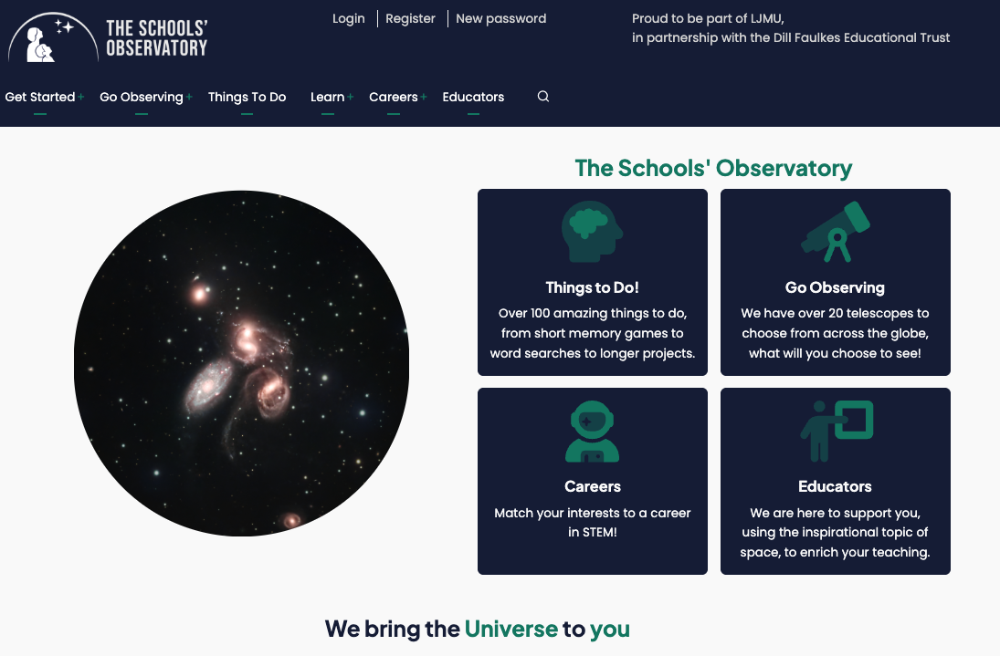 THE SCHOOLS'
OBSERVATORY
Login
Register
New password
Proud to be part of LJMU,
in partnership with the Dill Faulkes Educational Trust
Get Started +
Go Observing +
Things To Do
Learn +
Careers +
Educators
The Schools' Observatory
Things to Do!
Over 100 amazing things to do,
from short memory games to
word searches to longer projects.
Go Observing
We have over 20 telescopes to
choose from across the globe,
what will you choose to see!
Careers
Match your interests to a career
in STEM!
Educators
We are here to support you,
using the inspirational topic of
space, to enrich your teaching.
We bring the Universe to you